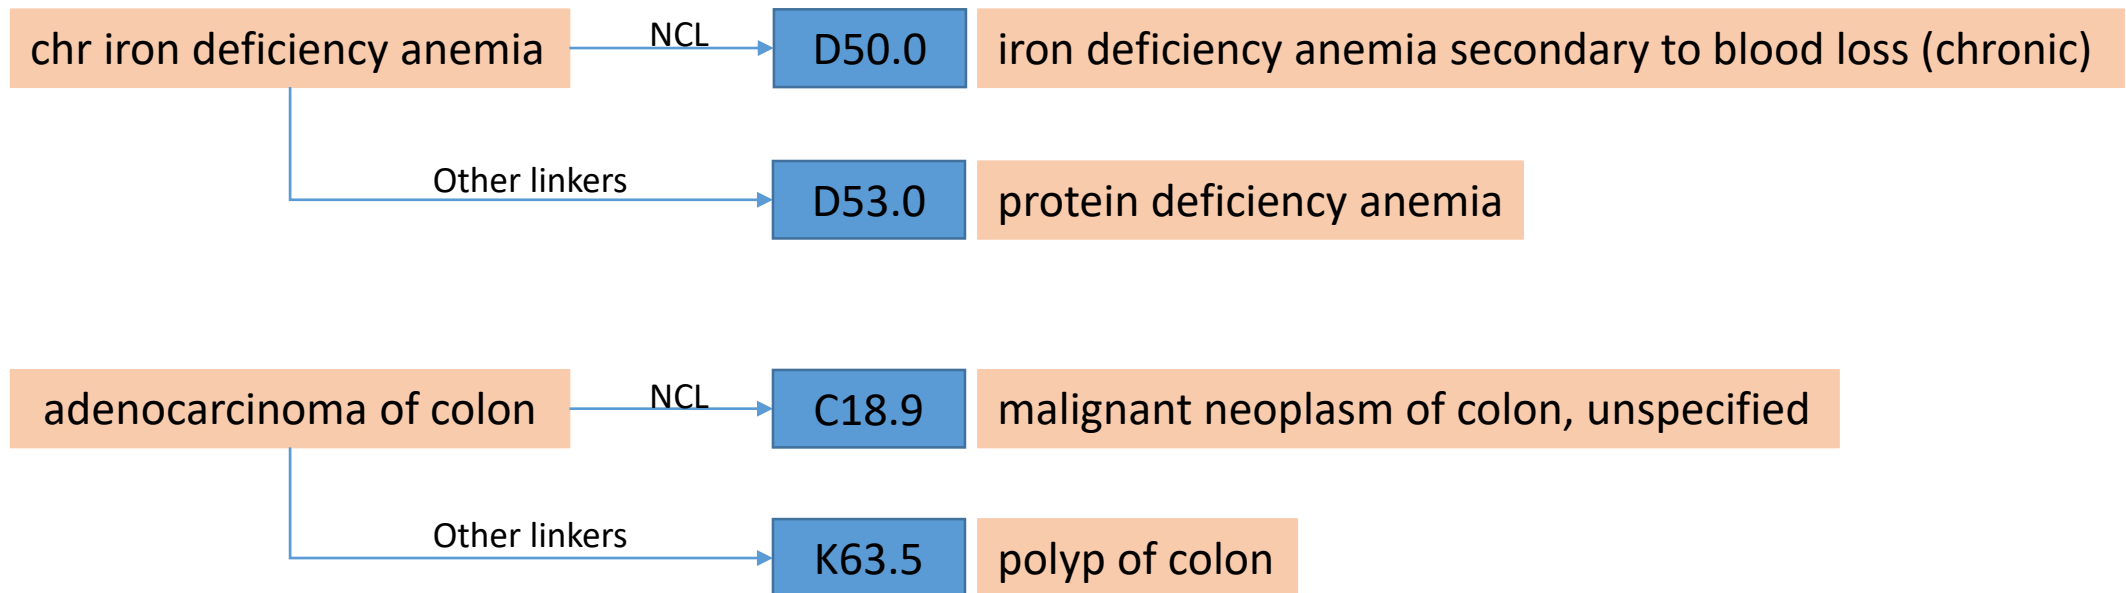 chr iron deficiency anemia NCL D50.0 iron deficiency anemia secondary to blood loss (chronic)
Other linkers D53.0 protein deficiency anemia
adenocarcinoma of colon NCL C18.9 malignant neoplasm of colon, unspecified
Other linkers K63.5 polyp of colon